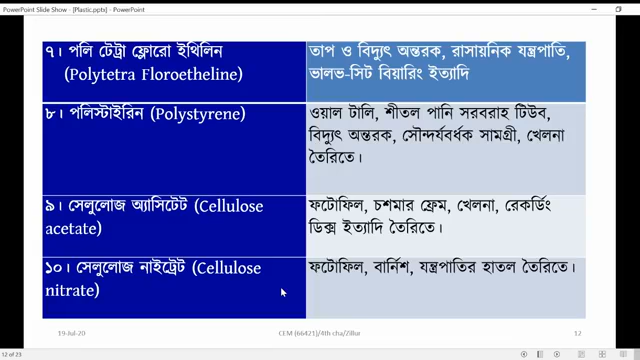 PowerPoint Slide Show - [Plastic.pptx] - PowerPoint
৭। পলি টেট্রা ফ্লোরো ইথিলিন
(Polytetra Floroetheline)
তাপ ও বিদ্যুৎ অন্তরক, রাসায়নিক যন্ত্রপাতি,
ভালভ-সিট বিয়ারিং ইত্যাদি
৮। পলিস্টাইরিন (Polystyrene)
ওয়াল টালি, শীতল পানি সরবরাহ টিউব,
বিদ্যুৎ অন্তরক, সৌন্দর্যবর্ধক সামগ্রী, খেলনা
তৈরিতে।
৯। সেলুলোজ অ্যাসিটেট (Cellulose
acetate)
ফটোফিল, চশমার ফ্রেম, খেলনা, রেকর্ডিং
ডিক্স ইত্যাদি তৈরিতে।
১০। সেলুলোজ নাইট্রেট (Cellulose
nitrate)
ফটোফিল, বার্নিশ, যন্ত্রপাতির হাতল তৈরিতে।
19-Jul-20
CEM (66421)/4th cha/Zillur
12
12 of 23